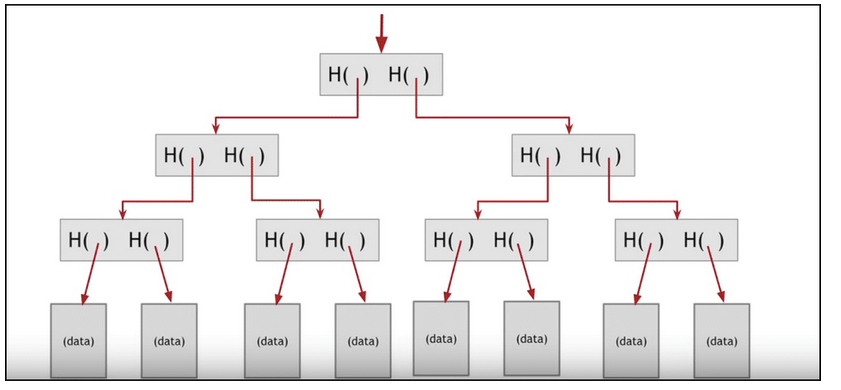 H( ) H( )
H( ) H( ) H( ) H( )
H( ) H( ) H( ) H( ) H( ) H( ) H( ) H( )
(data) (data) (data) (data) (data) (data) (data) (data)